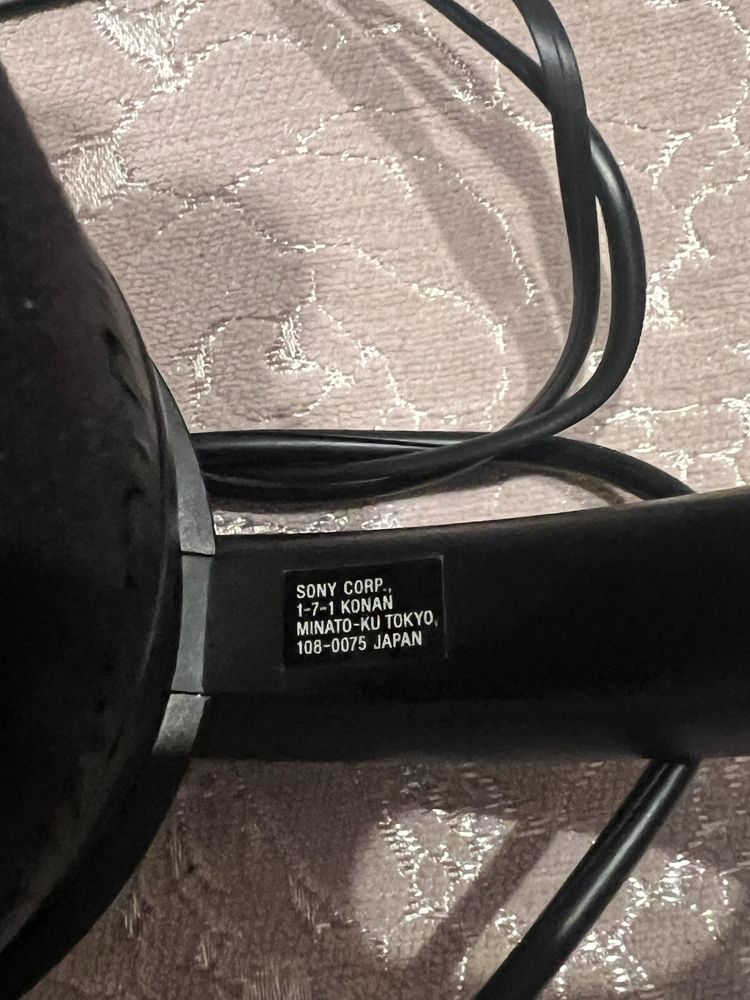 SONY CORP.,
1-7-1 KONAN
MINATO-KU TOKYO,
108-0075 JAPAN